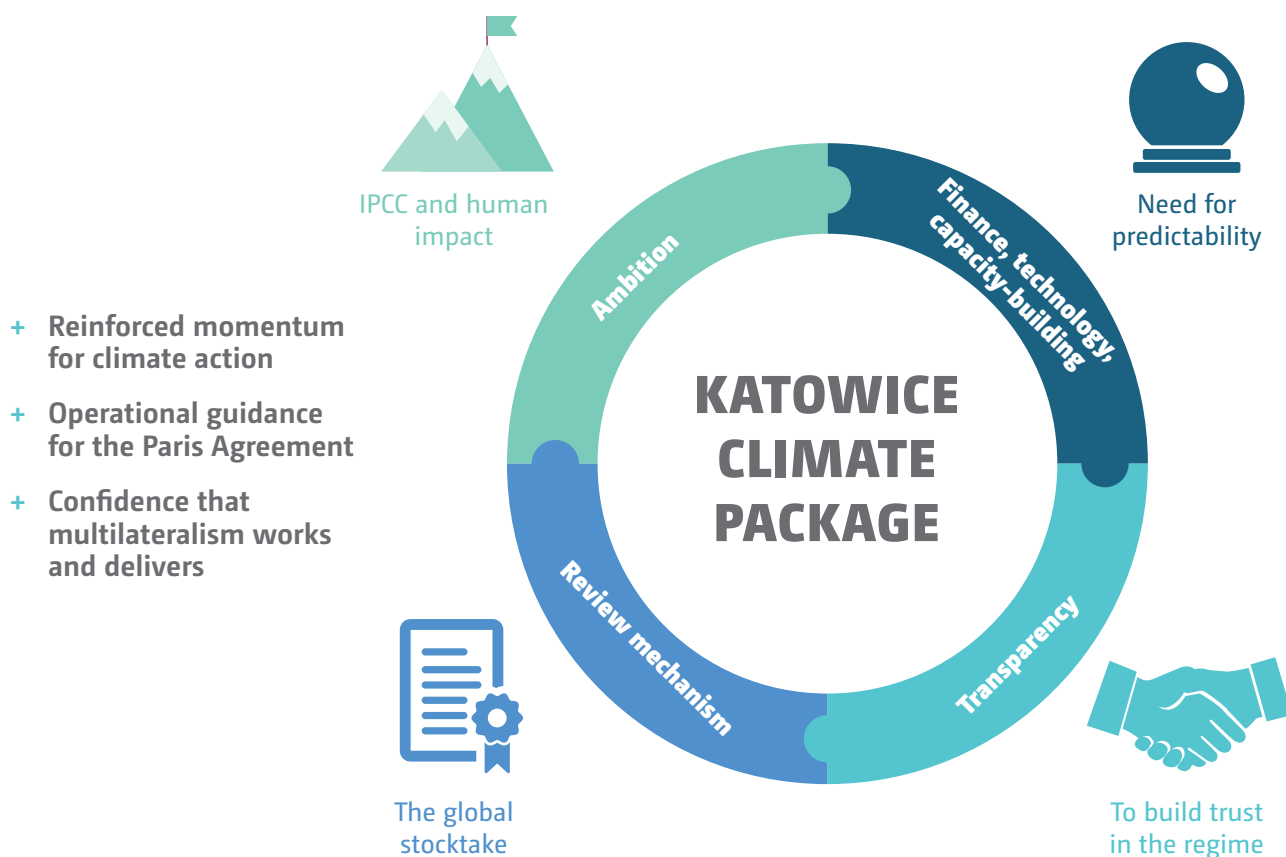 IPCC and human
impact
Need for
predictability
Ambition
Finance, technology,
capacity-building
+ Reinforced momentum
for climate action
+ Operational guidance
for the Paris Agreement
+ Confidence that
multilateralism works
and delivers
KATOWICE
CLIMATE
PACKAGE
Review mechanism
Transparency
The global
stocktake
To build trust
in the regime